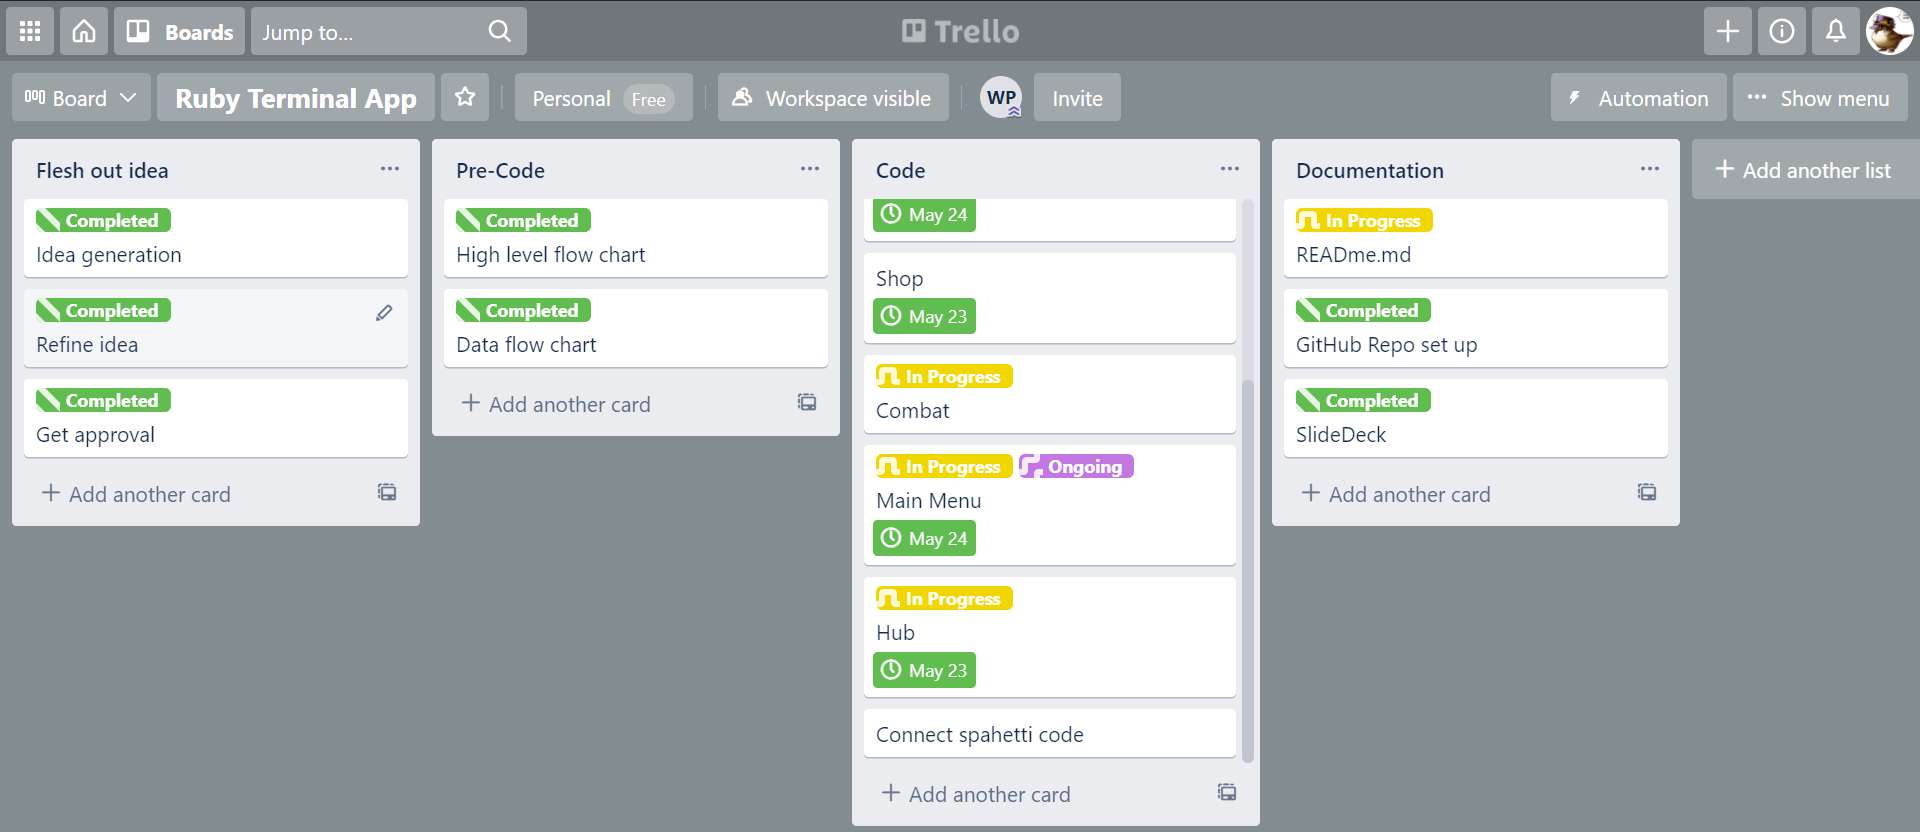 Boards
Jump to...
Trello
Board
Ruby Terminal App
Personal Free
Workspace visible
WP
Invite
Automation
Show menu
Flesh out idea
Completed
Idea generation
Completed
Refine idea
Completed
Get approval
Add another card
Pre-Code
Completed
High level flow chart
Completed
Data flow chart
Add another card
Code
May 24
Shop
May 23
In Progress
Combat
In Progress Ongoing
Main Menu
May 24
In Progress
Hub
May 23
Connect spahetti code
Add another card
Documentation
In Progress
READme.md
Completed
GitHub Repo set up
Completed
SlideDeck
Add another card
Add another list